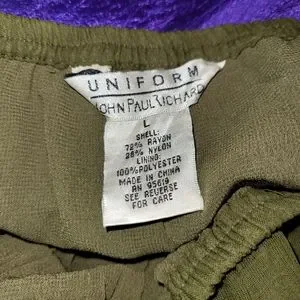 UNIFORM
JOHN PAUL RICHARD
L
SHELL:
72% RAYON
28% NYLON
LINING:
100% POLYESTER
MADE IN CHINA
RN 95619
SEE REVERSE
FOR CARE